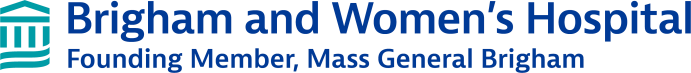 Brigham and Women’s Hospital
Founding Member, Mass General Brigham